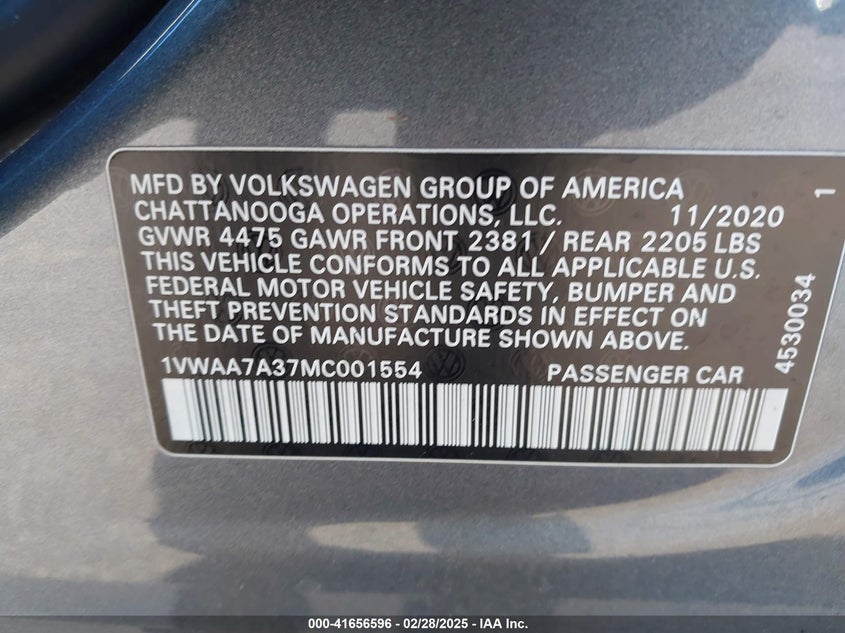 MFD BY VOLKSWAGEN GROUP OF AMERICA
CHATTANOOGA OPERATIONS, LLC. 11/2020
GVWR 4475 GAWR FRONT 2381 / REAR 2205 LBS
THIS VEHICLE CONFORMS TO ALL APPLICABLE U.S.
FEDERAL MOTOR VEHICLE SAFETY, BUMPER AND
THEFT PREVENTION STANDARDS IN EFFECT ON
THE DATE OF MANUFACTURE SHOWN ABOVE.
1VWAA7A37MC001554 PASSENGER CAR
1
4530034
000-41656596 - 02/28/2025 - IAA Inc.